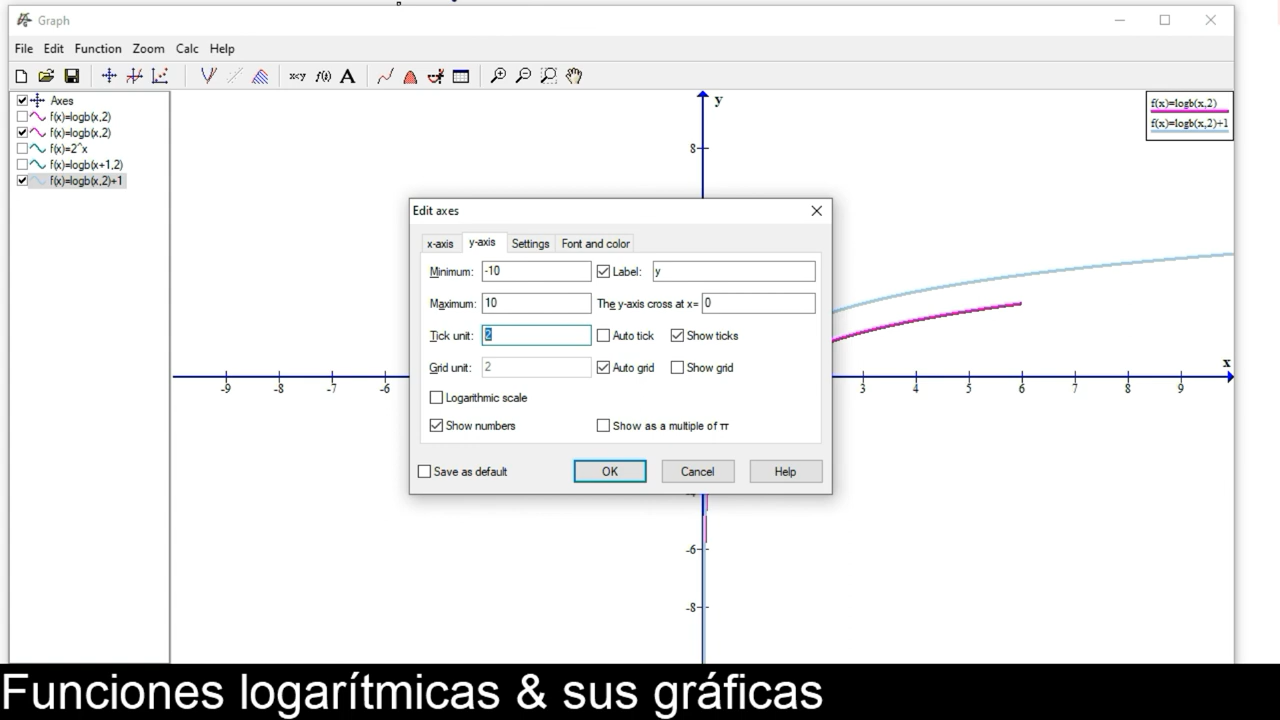 Graph
File Edit Function Zoom Calc Help
x=y f(x) A
Axes
f(x)=logb(x,2)
f(x)=logb(x,2)
f(x)=2^x
f(x)=logb(x+1,2)
f(x)=logb(x,2)+1
y
f(x)=logb(x,2)
f(x)=logb(x,2)+1
8
Edit axes
x-axis y-axis Settings Font and color
Minimum: -10 Label: y
Maximum: 10 The y-axis cross at x= 0
Tick unit: 2 Auto tick Show ticks
Grid unit: 2 Auto grid Show grid
Logarithmic scale
Show numbers Show as a multiple of π
Save as default OK Cancel Help
x
-9 -8 -7 -6 3 4 5 6 7 8 9
-6
-8
Funciones logarítmicas & sus gráficas